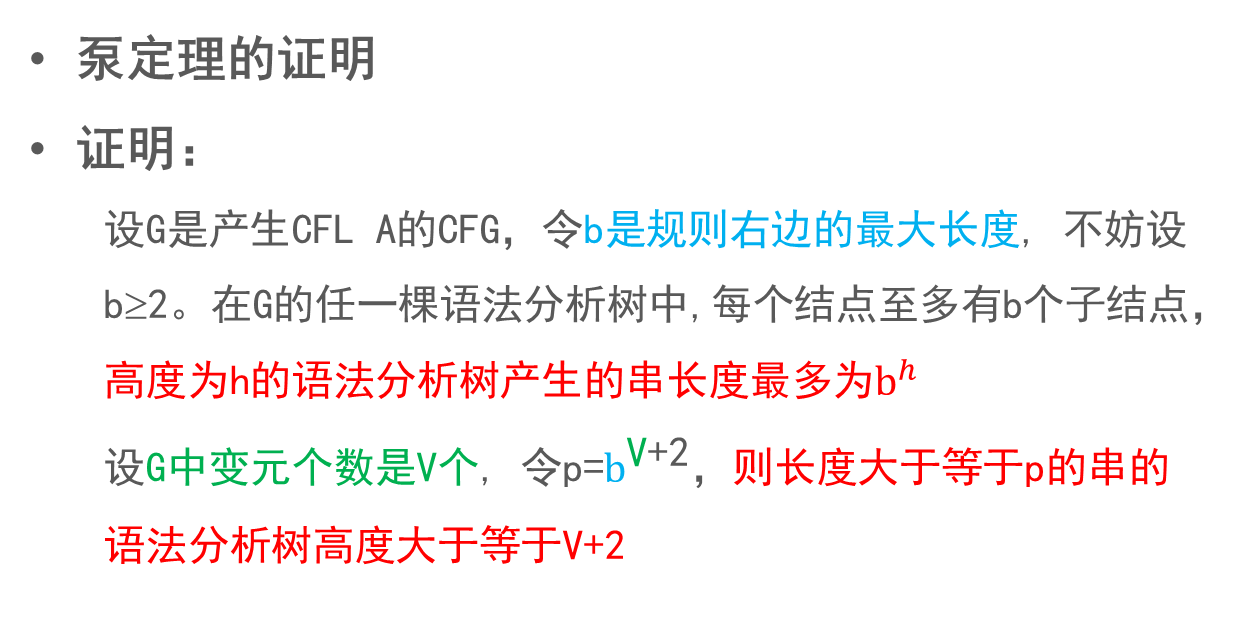 • 泵定理的证明
• 证明：
设G是产生CFL A的CFG，令b是规则右边的最大长度, 不妨设
b≥2。在G的任一棵语法分析树中,每个结点至多有b个子结点，
高度为h的语法分析树产生的串长度最多为bʰ
设G中变元个数是V个, 令p=b^(V+2)，则长度大于等于p的串的
语法分析树高度大于等于V+2